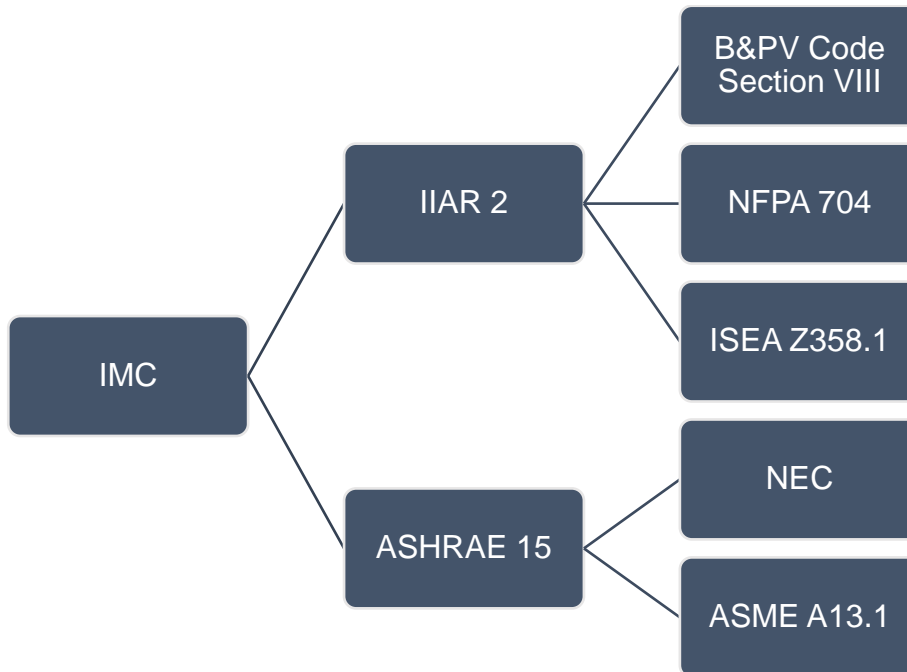 B&PV Code
Section VIII
IIAR 2
NFPA 704
ISEA Z358.1
IMC
NEC
ASHRAE 15
ASME A13.1